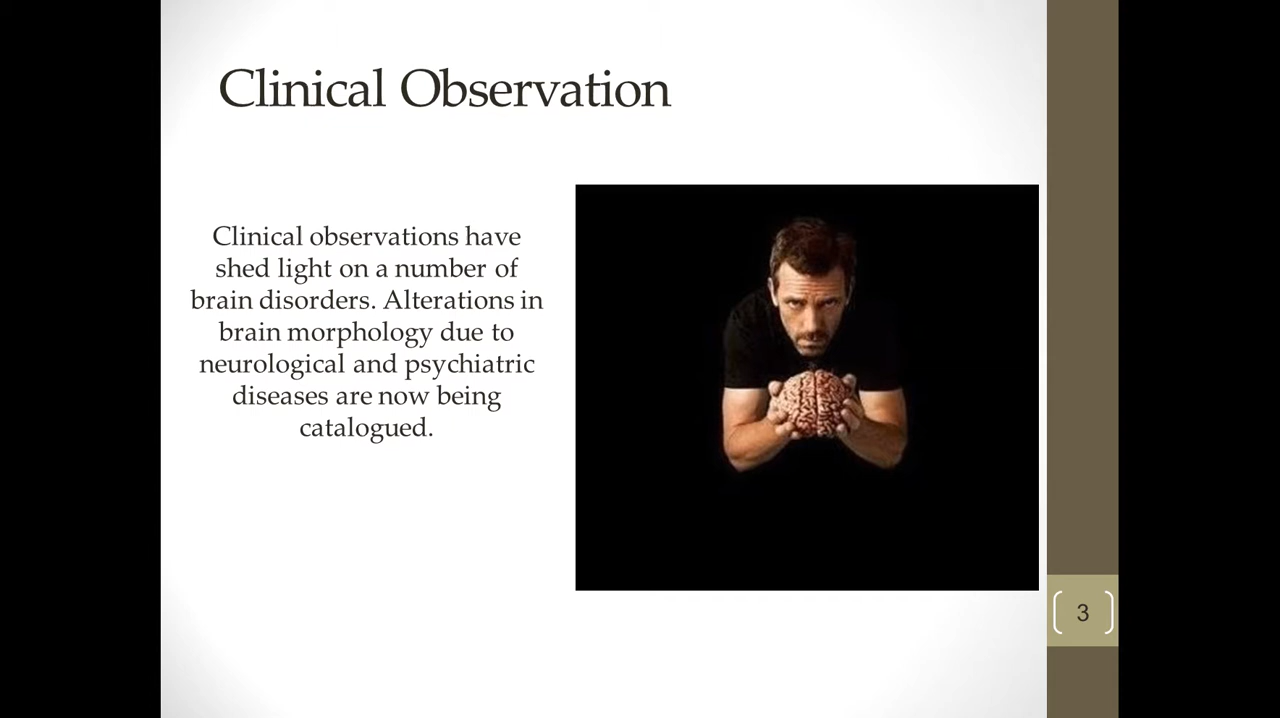 Clinical Observation
Clinical observations have
shed light on a number of
brain disorders. Alterations in
brain morphology due to
neurological and psychiatric
diseases are now being
catalogued.
3